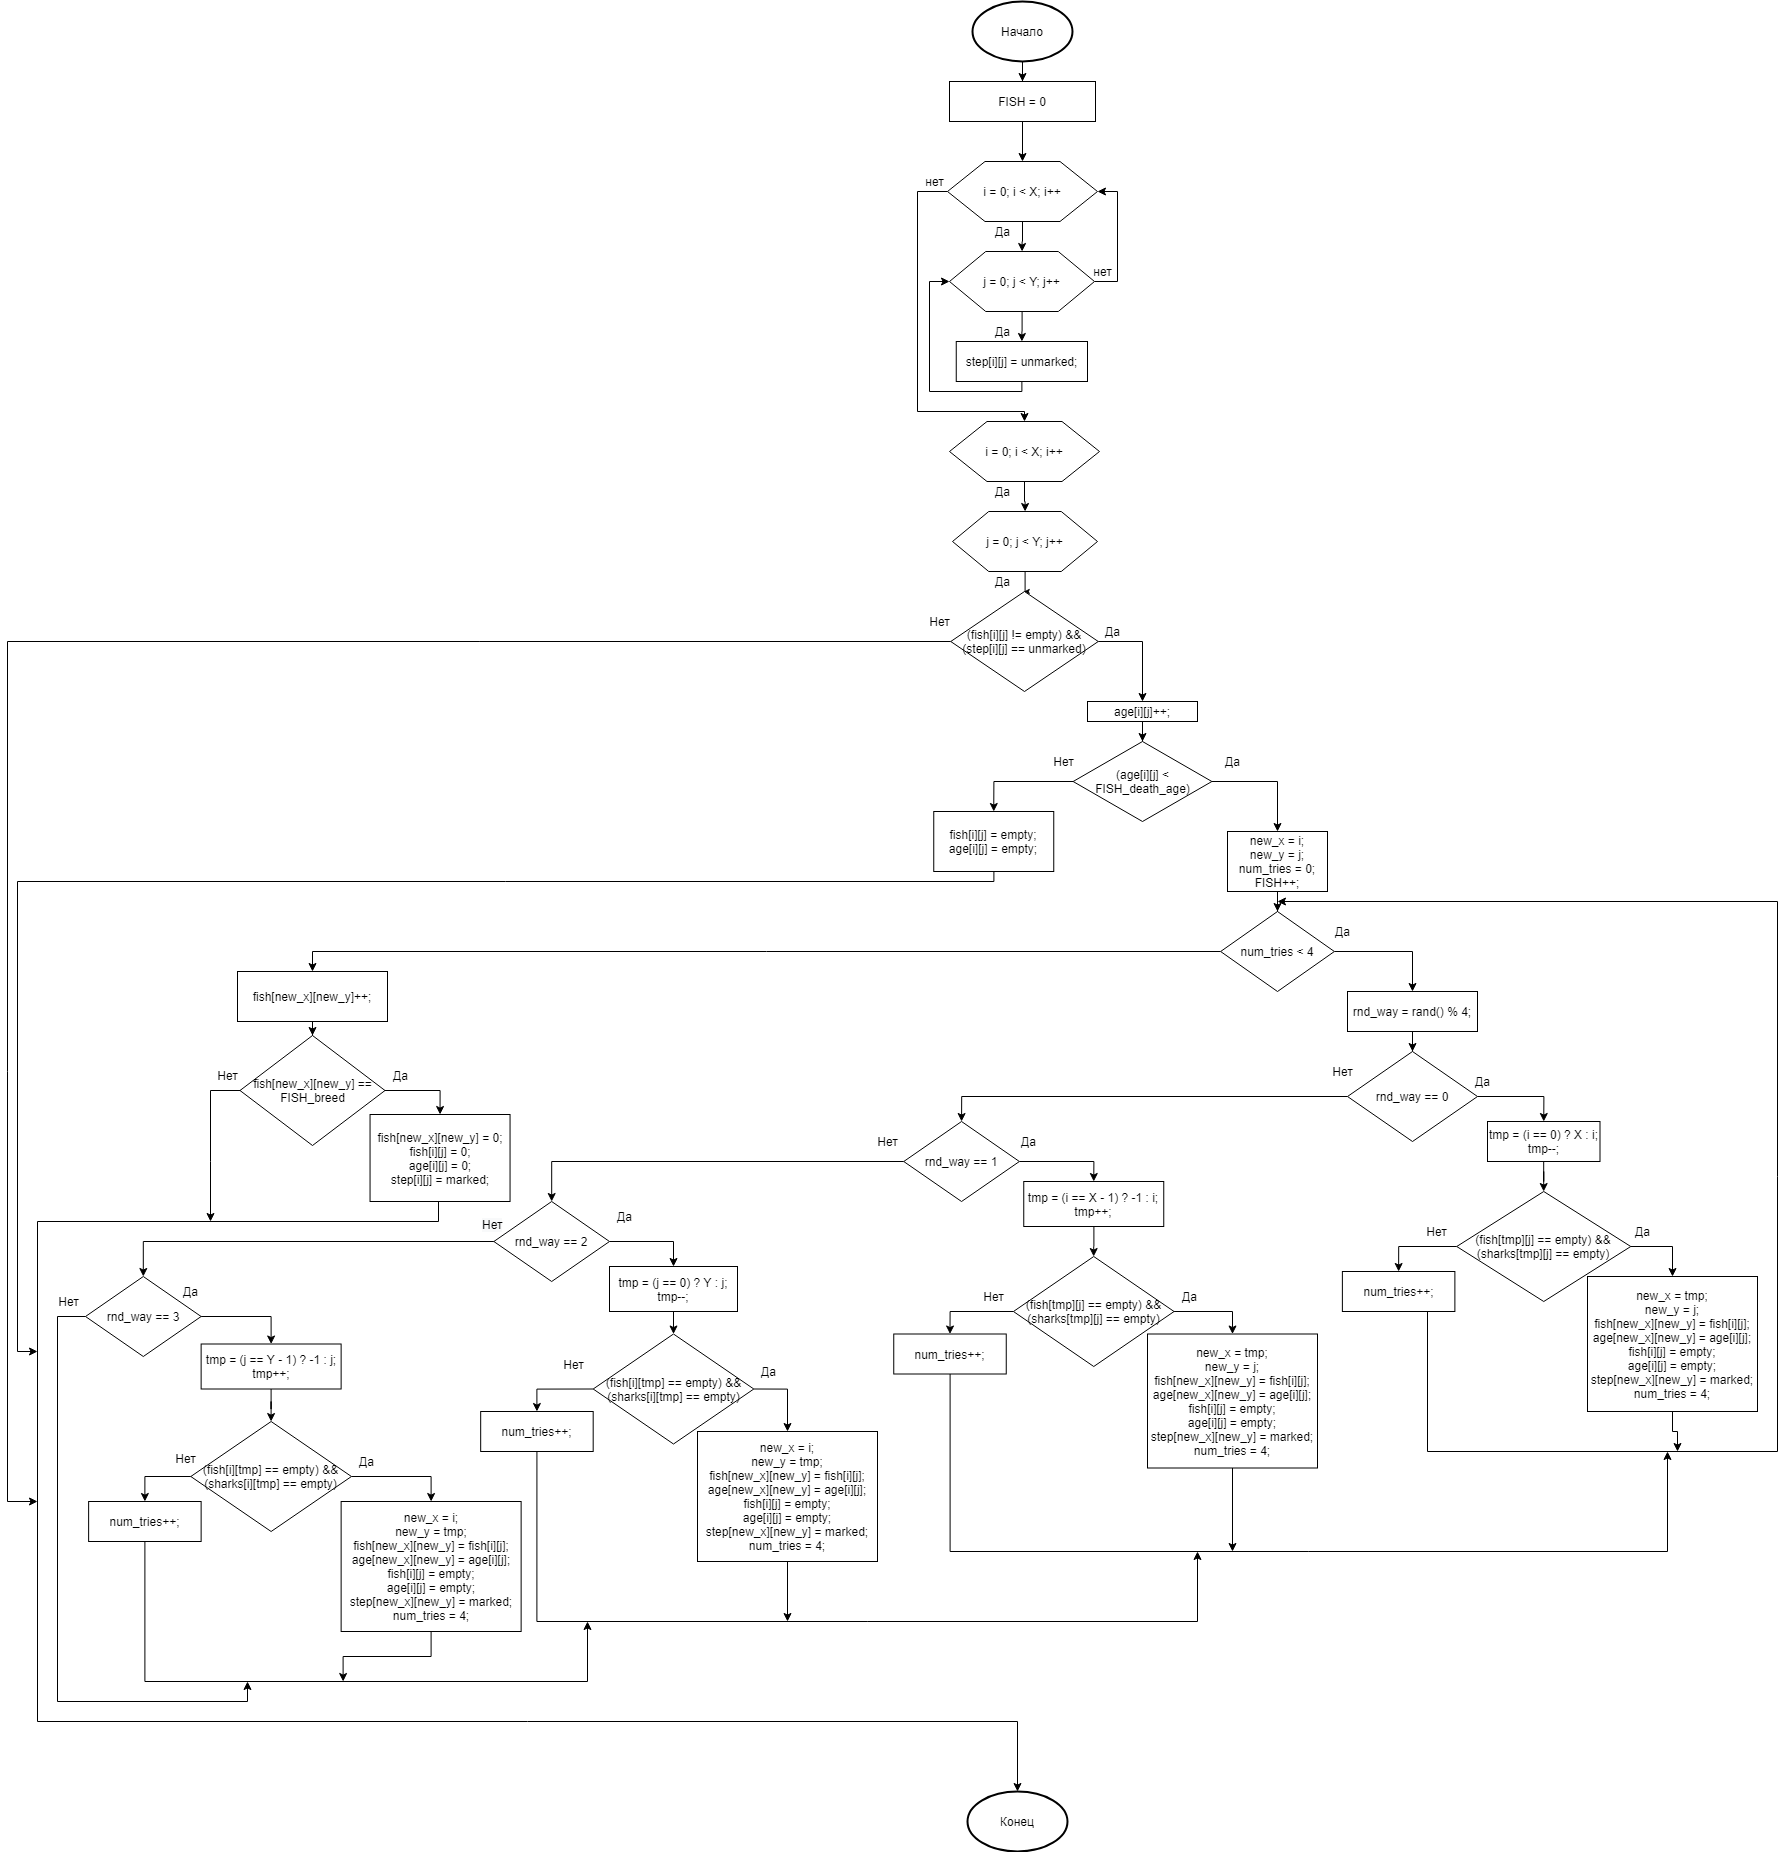 Начало
FISH = 0
нет
i = 0; i < X; i++
Да
j = 0; j < Y; j++
нет
Да
step[i][j] = unmarked;
i = 0; i < X; i++
Да
j = 0; j < Y; j++
Да
Нет
(fish[i][j] != empty) &&
(step[i][j] == unmarked)
Да
age[i][j]++;
Нет
(age[i][j] <
FISH_death_age)
Да
fish[i][j] = empty;
age[i][j] = empty;
new_x = i;
new_y = j;
num_tries = 0;
FISH++;
num_tries < 4
Да
fish[new_x][new_y]++;
rnd_way = rand() % 4;
Нет
fish[new_x][new_y] ==
FISH_breed
Да
fish[new_x][new_y] = 0;
fish[i][j] = 0;
age[i][j] = 0;
step[i][j] = marked;
Нет
rnd_way == 0
Да
tmp = (i == 0) ? X : i;
tmp--;
Нет
(fish[tmp][j] == empty) &&
(sharks[tmp][j] == empty)
Да
num_tries++;
new_x = tmp;
new_y = j;
fish[new_x][new_y] = fish[i][j];
age[new_x][new_y] = age[i][j];
fish[i][j] = empty;
age[i][j] = empty;
step[new_x][new_y] = marked;
num_tries = 4;
Нет
rnd_way == 1
Да
tmp = (i == X - 1) ? -1 : i;
tmp++;
Нет
(fish[tmp][j] == empty) &&
(sharks[tmp][j] == empty)
Да
num_tries++;
new_x = tmp;
new_y = j;
fish[new_x][new_y] = fish[i][j];
age[new_x][new_y] = age[i][j];
fish[i][j] = empty;
age[i][j] = empty;
step[new_x][new_y] = marked;
num_tries = 4;
Нет
rnd_way == 2
Да
tmp = (j == 0) ? Y : j;
tmp--;
Нет
(fish[i][tmp] == empty) &&
(sharks[i][tmp] == empty)
Да
num_tries++;
new_x = i;
new_y = tmp;
fish[new_x][new_y] = fish[i][j];
age[new_x][new_y] = age[i][j];
fish[i][j] = empty;
age[i][j] = empty;
step[new_x][new_y] = marked;
num_tries = 4;
Нет
rnd_way == 3
Да
tmp = (j == Y - 1) ? -1 : j;
tmp++;
Нет
(fish[i][tmp] == empty) &&
(sharks[i][tmp] == empty)
Да
num_tries++;
new_x = i;
new_y = tmp;
fish[new_x][new_y] = fish[i][j];
age[new_x][new_y] = age[i][j];
fish[i][j] = empty;
age[i][j] = empty;
step[new_x][new_y] = marked;
num_tries = 4;
Конец